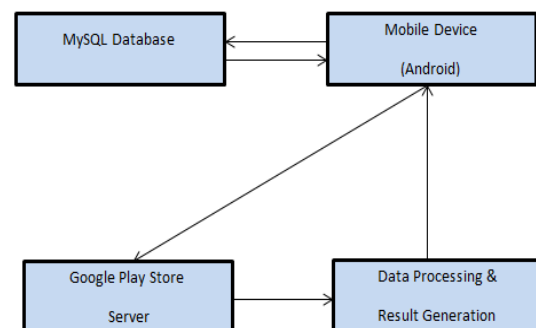 MySQL Database
Mobile Device
(Android)
Google Play Store
Server
Data Processing &
Result Generation